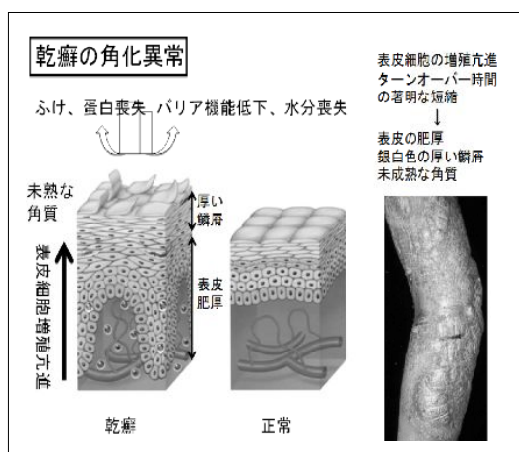 乾癬の角化異常
ふけ、蛋白喪失 バリア機能低下、水分喪失
未熟な
角質
厚い
鱗屑
表皮細胞増殖亢進
表皮
肥厚
乾癬
正常
表皮細胞の増殖亢進
ターンオーバー時間
の著明な短縮
↓
表皮の肥厚
銀白色の厚い鱗屑
未成熟な角質